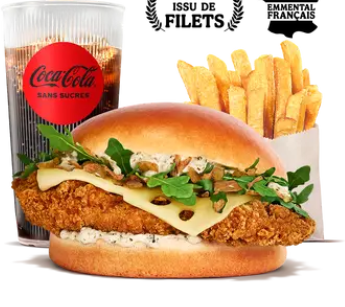 ISSU DE
FILETS
EMMENTAL
FRANÇAIS
Coca-Cola
SANS SUCRES